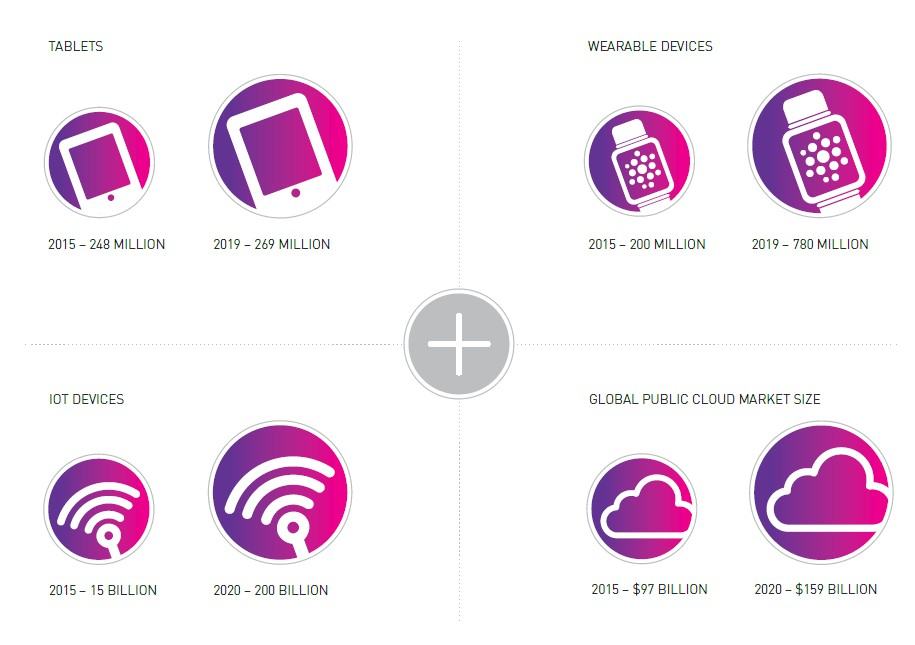 TABLETS
2015 – 248 MILLION
2019 – 269 MILLION
WEARABLE DEVICES
2015 – 200 MILLION
2019 – 780 MILLION
IOT DEVICES
2015 – 15 BILLION
2020 – 200 BILLION
GLOBAL PUBLIC CLOUD MARKET SIZE
2015 – $97 BILLION
2020 – $159 BILLION